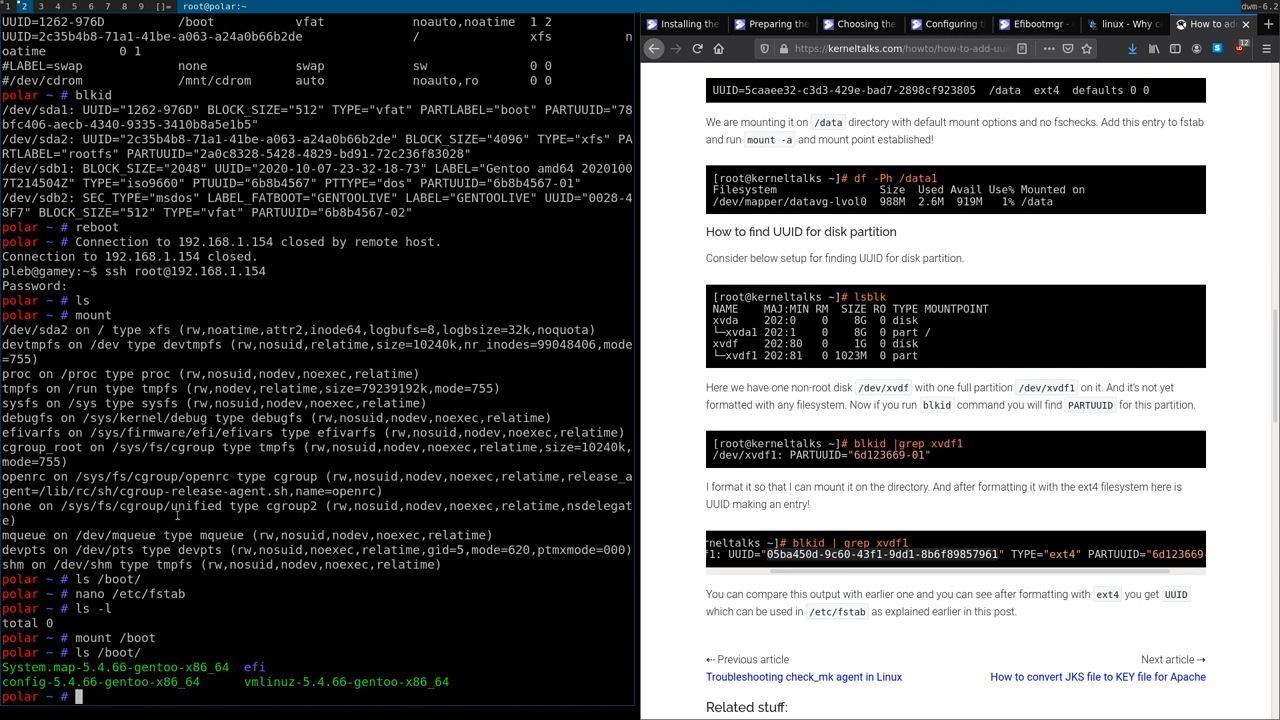 1 2 3 4 5 6 7 8 9 []= root@polar:~ dwm-6.2
UUID=1262-976D /boot vfat noauto,noatime 1 2
UUID=2c35b4b8-71a1-41be-a063-a24a0b66b2de / xfs n
oatime 0 1
#LABEL=swap none swap sw 0 0
#/dev/cdrom /mnt/cdrom auto noauto,ro 0 0
polar ~ # blkid
/dev/sda1: UUID="1262-976D" BLOCK_SIZE="512" TYPE="vfat" PARTLABEL="boot" PARTUUID="78
bfc406-aecb-4340-9335-3410b8a5e1b5"
/dev/sda2: UUID="2c35b4b8-71a1-41be-a063-a24a0b66b2de" BLOCK_SIZE="4096" TYPE="xfs" PA
RTLABEL="rootfs" PARTUUID="2a0c8328-5428-4829-bd91-72c236f83028"
/dev/sdb1: BLOCK_SIZE="2048" UUID="2020-10-07-23-32-18-73" LABEL="Gentoo amd64 2020100
7T214504Z" TYPE="iso9660" PTUUID="6b8b4567" PTTYPE="dos" PARTUUID="6b8b4567-01"
/dev/sdb2: SEC_TYPE="msdos" LABEL_FATBOOT="GENTOOLIVE" LABEL="GENTOOLIVE" UUID="0028-4
8F7" BLOCK_SIZE="512" TYPE="vfat" PARTUUID="6b8b4567-02"
polar ~ # reboot
polar ~ # Connection to 192.168.1.154 closed by remote host.
Connection to 192.168.1.154 closed.
pleb@gamey:~$ ssh root@192.168.1.154
Password:
polar ~ # ls
polar ~ # mount
/dev/sda2 on / type xfs (rw,noatime,attr2,inode64,logbufs=8,logbsize=32k,noquota)
devtmpfs on /dev type devtmpfs (rw,nosuid,relatime,size=10240k,nr_inodes=99048406,mode
=755)
proc on /proc type proc (rw,nosuid,nodev,noexec,relatime)
tmpfs on /run type tmpfs (rw,nosuid,nodev,relatime,size=79239192k,mode=755)
sysfs on /sys type sysfs (rw,nosuid,nodev,noexec,relatime)
debugfs on /sys/kernel/debug type debugfs (rw,nosuid,nodev,noexec,relatime)
efivarfs on /sys/firmware/efi/efivars type efivarfs (rw,nosuid,nodev,noexec,relatime)
cgroup_root on /sys/fs/cgroup type tmpfs (rw,nosuid,nodev,noexec,relatime,size=10240k,
mode=755)
openrc on /sys/fs/cgroup/openrc type cgroup (rw,nosuid,nodev,noexec,relatime,release_a
gent=/lib/rc/sh/cgroup-release-agent.sh,name=openrc)
none on /sys/fs/cgroup/unified type cgroup2 (rw,nosuid,nodev,noexec,relatime,nsdelegat
e)
mqueue on /dev/mqueue type mqueue (rw,nosuid,nodev,noexec,relatime)
devpts on /dev/pts type devpts (rw,nosuid,noexec,relatime,gid=5,mode=620,ptmxmode=000)
shm on /dev/shm type tmpfs (rw,nosuid,nodev,noexec,relatime)
polar ~ # ls /boot/
polar ~ # nano /etc/fstab
polar ~ # ls -l
total 0
polar ~ # mount /boot
polar ~ # ls /boot/
System.map-5.4.66-gentoo-x86_64 efi
config-5.4.66-gentoo-x86_64 vmlinuz-5.4.66-gentoo-x86_64
polar ~ #
Installing the Preparing the Choosing the Configuring t Efibootmgr - linux - Why c How to ad
https://kerneltalks.com/howto/how-to-add-uu 12
UUID=5caaee32-c3d3-429e-bad7-2898cf923805 /data ext4 defaults 0 0
We are mounting it on /data directory with default mount options and no fschecks. Add this entry to fstab
and run mount -a and mount point established!
[root@kerneltalks ~]# df -Ph /data1
Filesystem Size Used Avail Use% Mounted on
/dev/mapper/datavg-lvol0 988M 2.6M 919M 1% /data
How to find UUID for disk partition
Consider below setup for finding UUID for disk partition.
[root@kerneltalks ~]# lsblk
NAME MAJ:MIN RM SIZE RO TYPE MOUNTPOINT
xvda 202:0 0 8G 0 disk
└─xvda1 202:1 0 8G 0 part /
xvdf 202:80 0 1G 0 disk
└─xvdf1 202:81 0 1023M 0 part
Here we have one non-root disk /dev/xvdf with one full partition /dev/xvdf1 on it. And it's not yet
formatted with any filesystem. Now if you run blkid command you will find PARTUUID for this partition.
[root@kerneltalks ~]# blkid |grep xvdf1
/dev/xvdf1: PARTUUID="6d123669-01"
I format it so that I can mount it on the directory. And after formatting it with the ext4 filesystem here is
UUID making an entry!
rneltalks ~]# blkid | grep xvdf1
f1: UUID="05ba450d-9c60-43f1-9dd1-8b6f89857961" TYPE="ext4" PARTUUID="6d123669-
You can compare this output with earlier one and you can see after formatting with ext4 you get UUID
which can be used in /etc/fstab as explained earlier in this post.
⇠ Previous article Next article ⇢
Troubleshooting check_mk agent in Linux How to convert JKS file to KEY file for Apache
Related stuff: